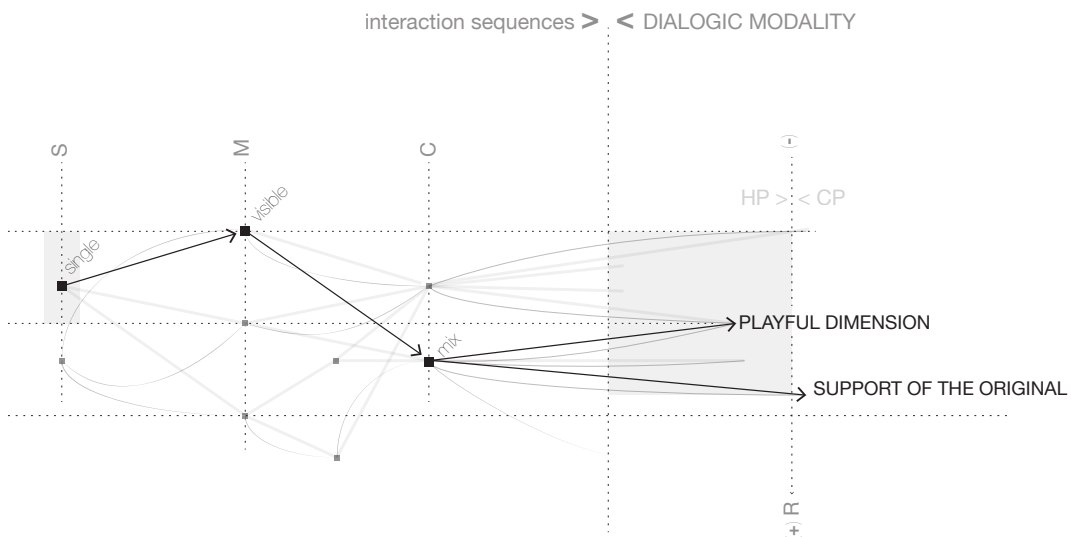 interaction sequences > < DIALOGIC MODALITY
S
M
C
(-)
HP > < CP
visible
single
PLAYFUL DIMENSION
mix
SUPPORT OF THE ORIGINAL
(+) R